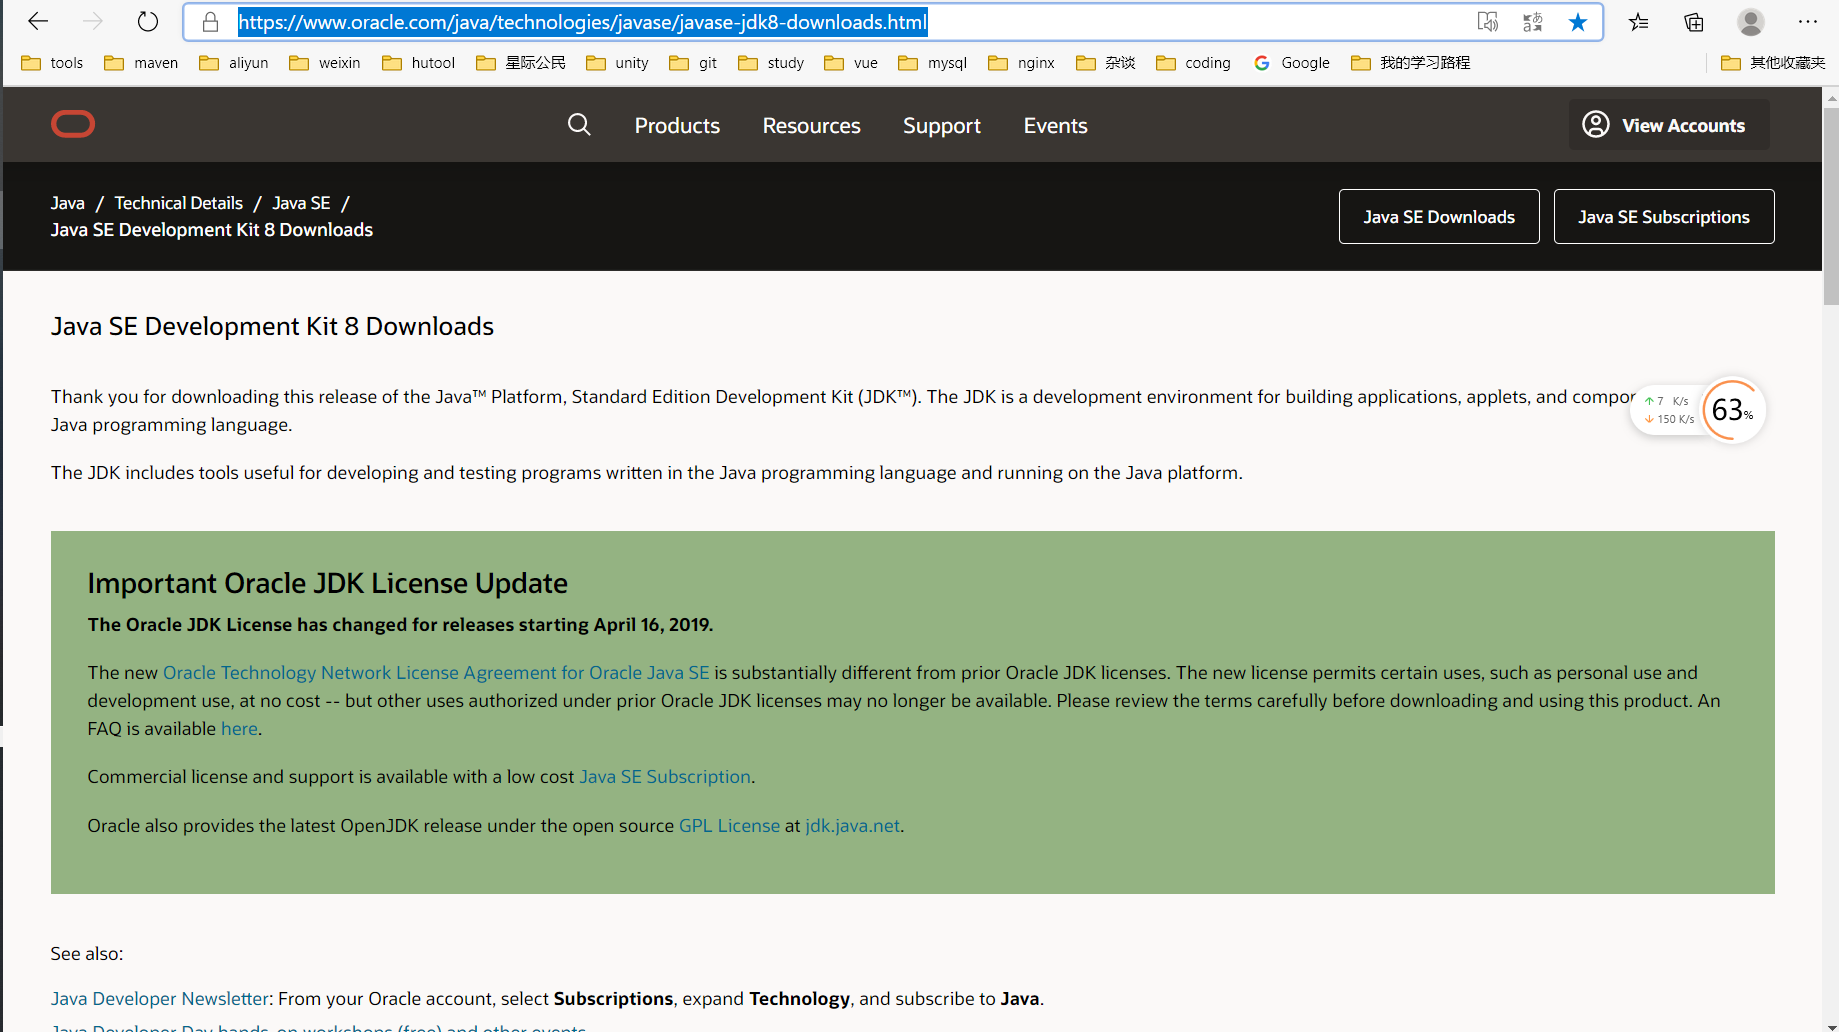 https://www.oracle.com/java/technologies/javase/javase-jdk8-downloads.html
tools maven aliyun weixin hutool 星际公民 unity git study vue mysql nginx 杂谈 coding Google 我的学习路程 其他收藏夹
Products Resources Support Events View Accounts
Java / Technical Details / Java SE /
Java SE Development Kit 8 Downloads
Java SE Downloads Java SE Subscriptions
Java SE Development Kit 8 Downloads
Thank you for downloading this release of the Java™ Platform, Standard Edition Development Kit (JDK™). The JDK is a development environment for building applications, applets, and
Java programming language.
↑ 7 K/s
↓ 150 K/s
63%
The JDK includes tools useful for developing and testing programs written in the Java programming language and running on the Java platform.
Important Oracle JDK License Update
The Oracle JDK License has changed for releases starting April 16, 2019.
The new Oracle Technology Network License Agreement for Oracle Java SE is substantially different from prior Oracle JDK licenses. The new license permits certain uses, such as personal use and
development use, at no cost -- but other uses authorized under prior Oracle JDK licenses may no longer be available. Please review the terms carefully before downloading and using this product. An
FAQ is available here.
Commercial license and support is available with a low cost Java SE Subscription.
Oracle also provides the latest OpenJDK release under the open source GPL License at jdk.java.net.
See also:
Java Developer Newsletter: From your Oracle account, select Subscriptions, expand Technology, and subscribe to Java.
Java Developer Day hands-on workshops (free) and other events